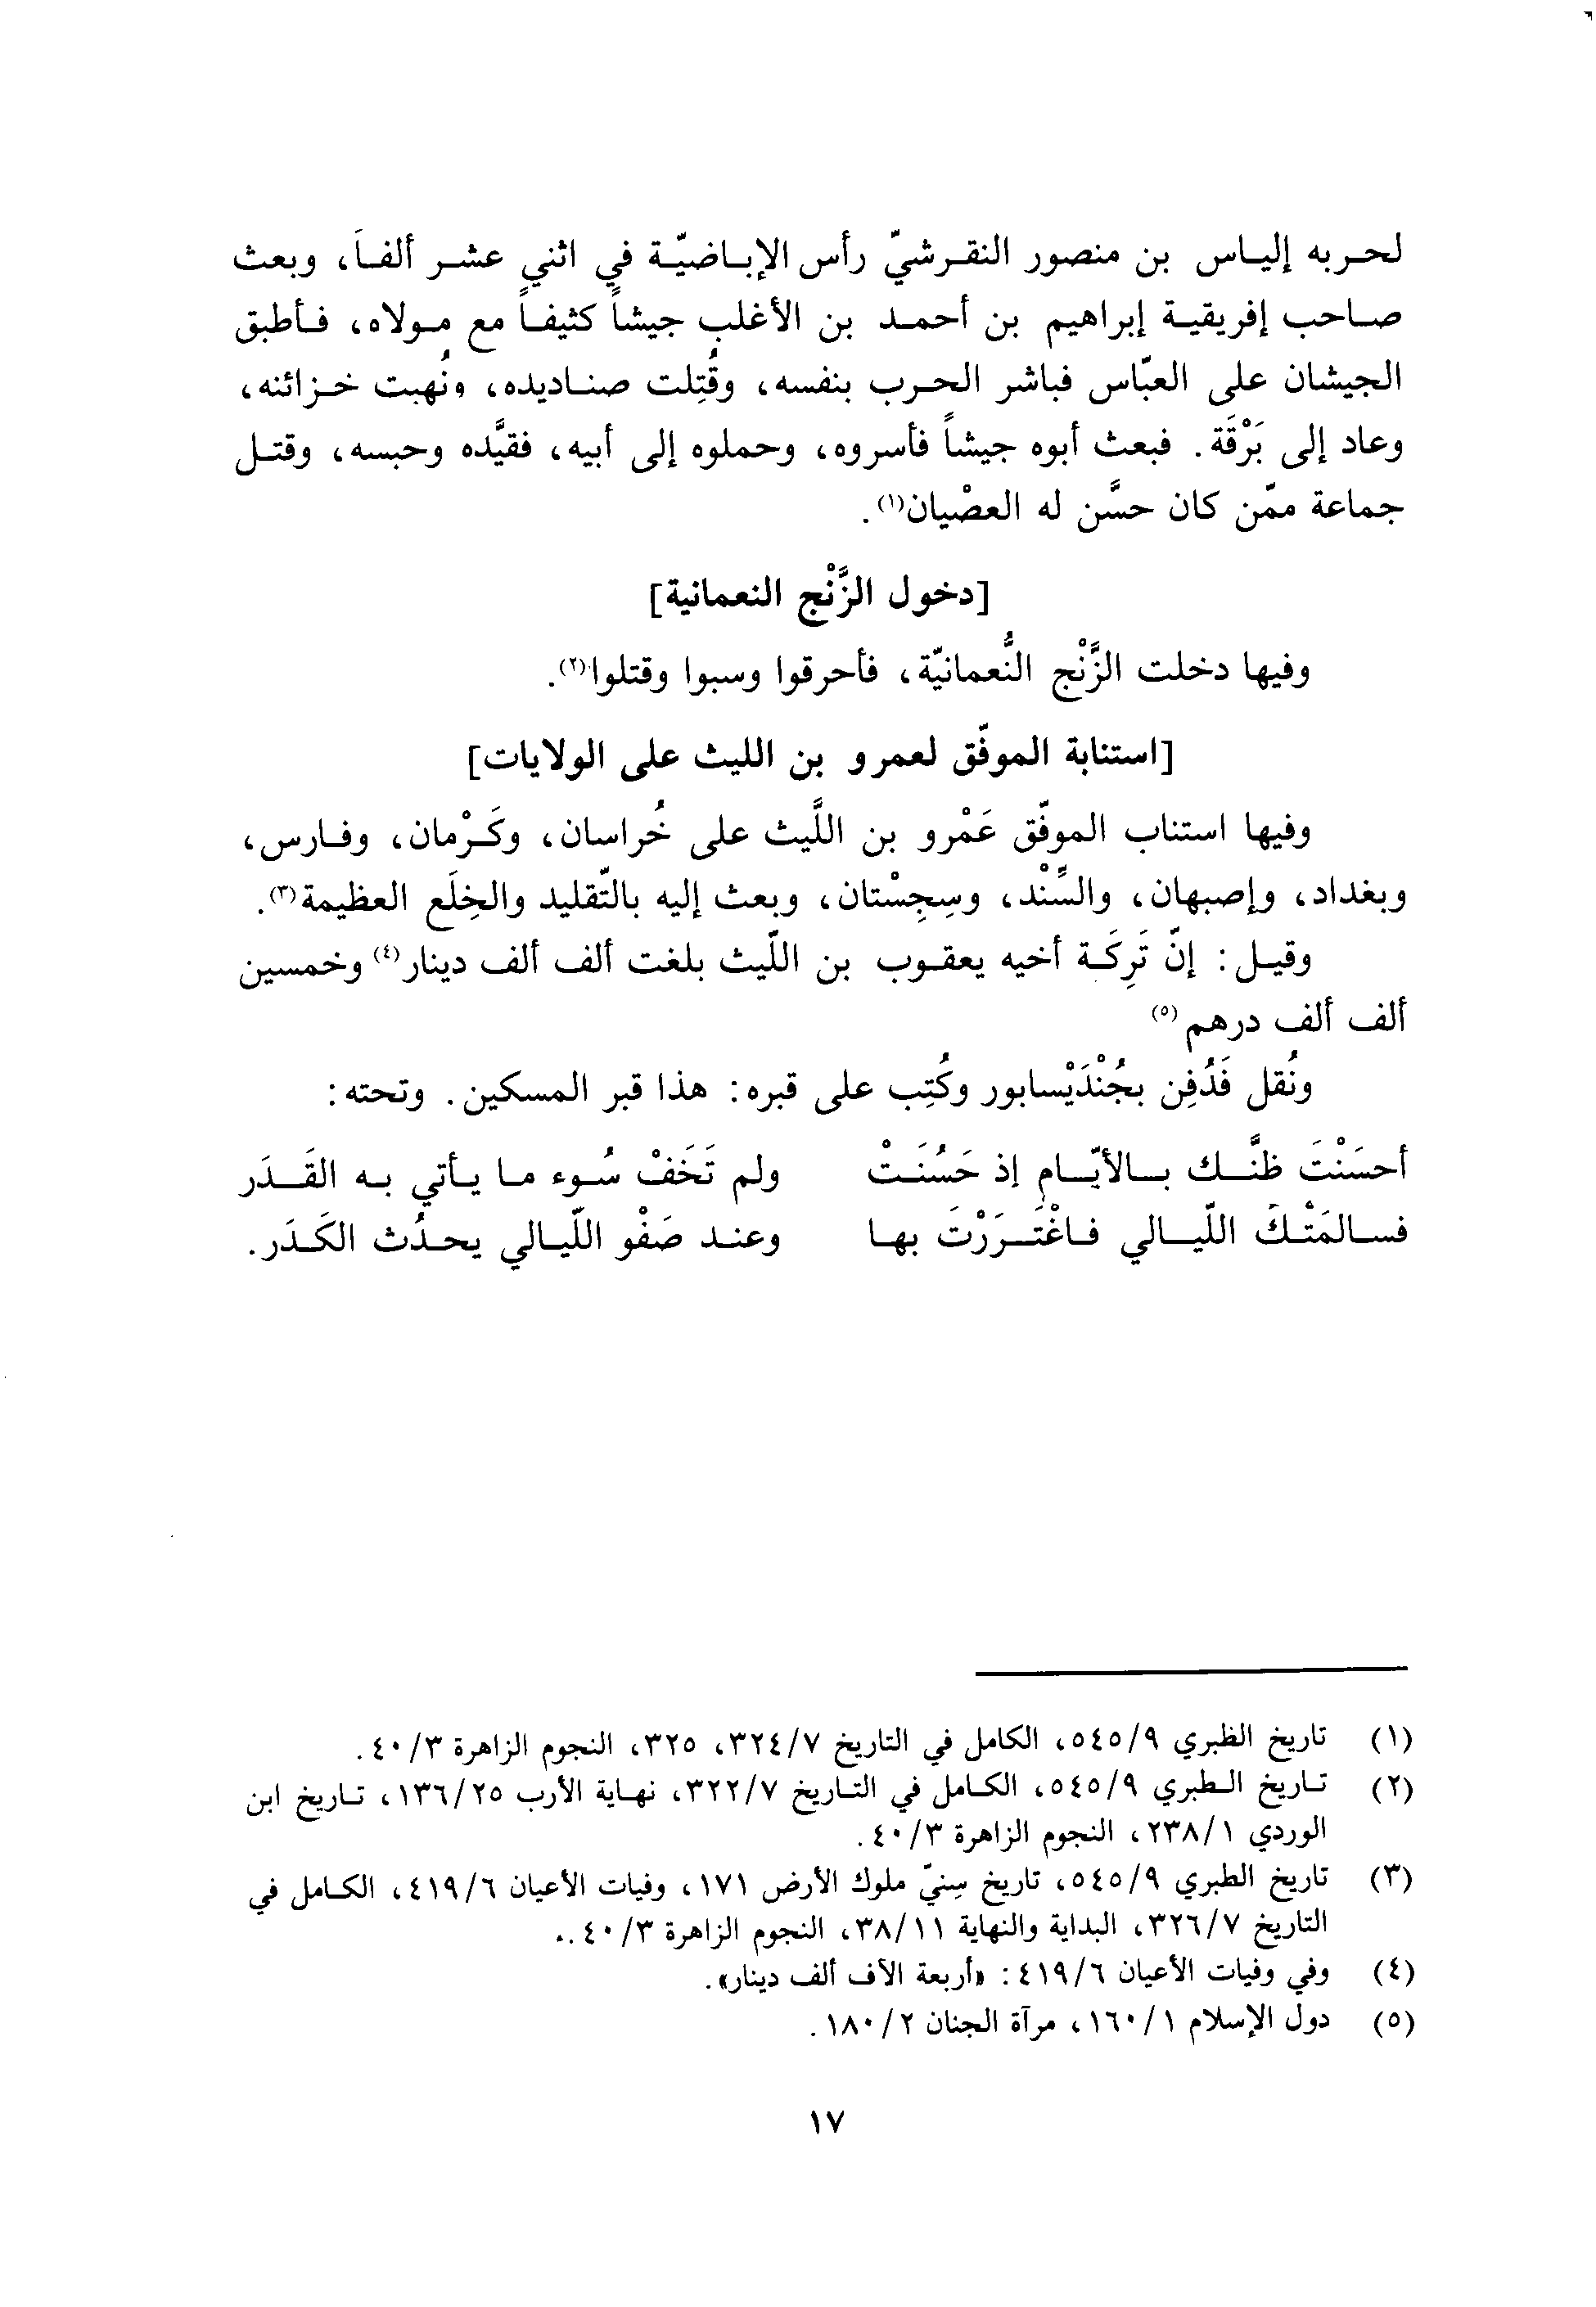 لحربه إلياس بن منصور النقرشيّ رأس الإباضيّة في اثني عشر ألفاً، وبعث
صاحب إفريقية إبراهيم بن أحمد بن الأغلب جيشاً كثيفاً مع مولاه، فأطبق
الجيشان على العبّاس فباشر الحرب بنفسه، وقُتِلت صناديده، ونُهبت خزائنه،
وعاد إلى بَرْقَة. فبعث أبوه جيشاً فأسروه، وحملوه إلى أبيه، فقيَّده وحبسه، وقتل
جماعة ممّن كان حسَّن له العصْيان(١).
[دخول الزَّنْج النعمانية]
وفيها دخلت الزَّنْج النُّعمانيّة، فأحرقوا وسبوا وقتلوا(٢).
[استنابة الموفّق لعمرو بن الليث على الولايات]
وفيها استناب الموفّق عَمْرو بن اللَّيث على خُراسان، وكَرْمان، وفارس،
وبغداد، وإصبهان، والسِّنْد، وسِجِسْتان، وبعث إليه بالتّقليد والخِلَع العظيمة(٣).
وقيل: إنّ تَرِكَة أخيه يعقوب بن اللّيث بلغت ألف ألف دينار(٤) وخمسين
ألف ألف درهم(٥)
ونُقل فَدُفِن بجُنْدَيْسابور وكُتِب على قبره: هذا قبر المسكين. وتحته:
أحسَنْتَ ظنَّك بالأيّام إذ حَسُنَتْ ولم تَخَفْ سُوء ما يأتي به القَدَر
فسالمَتْكَ اللّيالي فاغْتَرَرْتَ بها وعند صَفْو اللّيالي يحدُث الكَدَر.
(١) تاريخ الظبري ٥٤٥/٩، الكامل في التاريخ ٣٢٤/٧، ٣٢٥، النجوم الزاهرة ٤٠/٣.
(٢) تاريخ الطبري ٥٤٥/٩، الكامل في التاريخ ٣٢٢/٧، نهاية الأرب ١٣٦/٢٥، تاريخ ابن
الوردي ٢٣٨/١، النجوم الزاهرة ٤٠/٣.
(٣) تاريخ الطبري ٥٤٥/٩، تاريخ سِنيّ ملوك الأرض ١٧١، وفيات الأعيان ٤١٩/٦، الكامل في
التاريخ ٣٢٦/٧، البداية والنهاية ٣٨/١١، النجوم الزاهرة ٤٠/٣..
(٤) وفي وفيات الأعيان ٤١٩/٦: «أربعة الآف ألف دينار».
(٥) دول الإسلام ١٦٠/١، مرآة الجنان ١٨٠/٢.
١٧